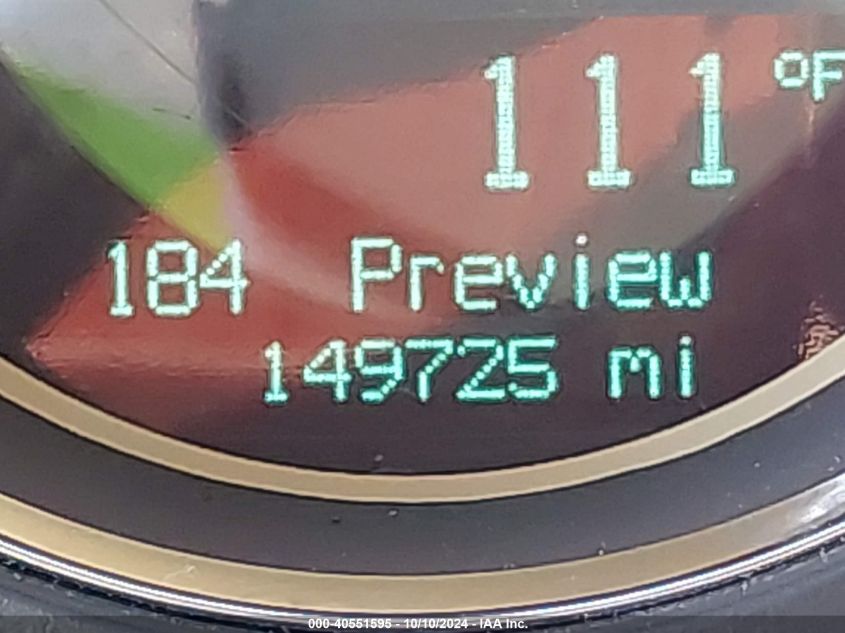 111 °F
184 Preview
149725 mi
000-40551595 - 10/10/2024 - IAA Inc.